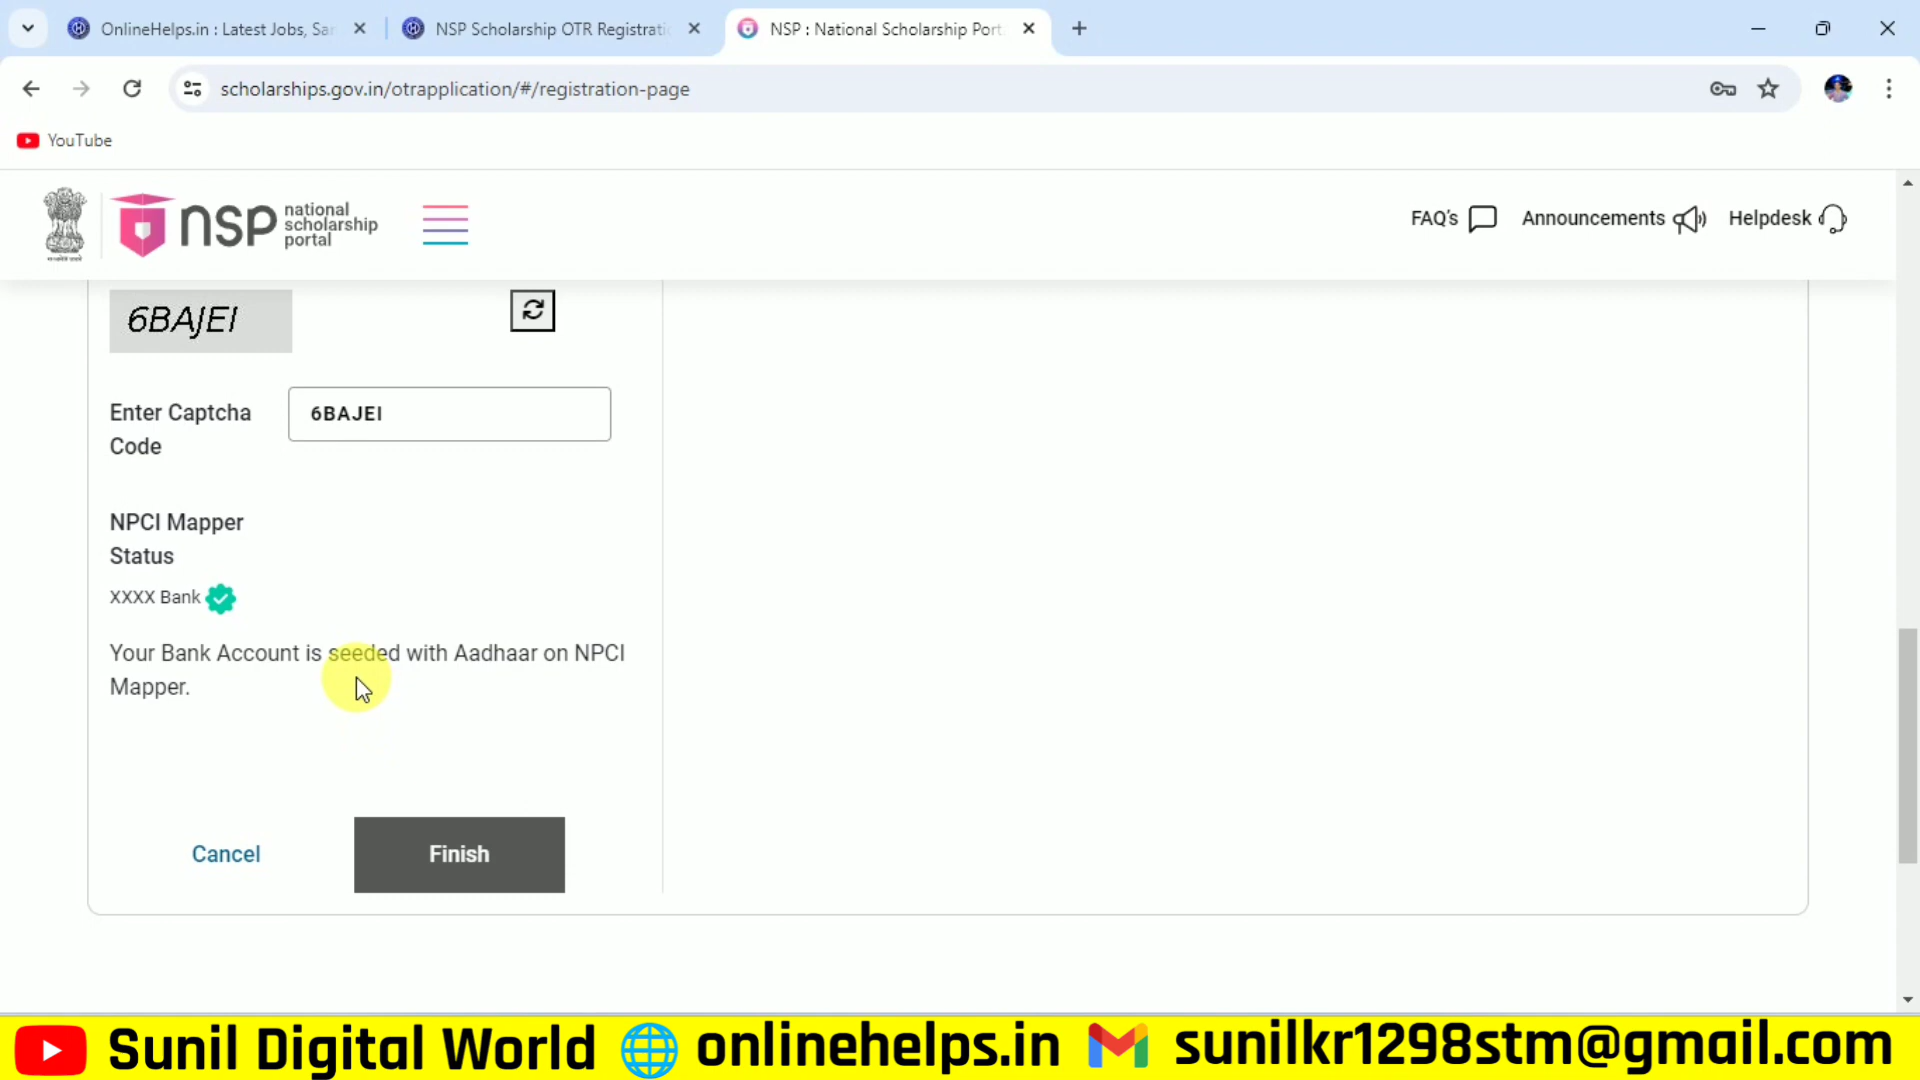 OnlineHelps.in : Latest Jobs, Sar
NSP Scholarship OTR Registrati
NSP : National Scholarship Port
scholarships.gov.in/otrapplication/#/registration-page
YouTube
nsp national scholarship portal
FAQ's
Announcements
Helpdesk
6BAJEI
Enter Captcha
Code
6BAJEI
NPCI Mapper
Status
XXXX Bank
Your Bank Account is seeded with Aadhaar on NPCI
Mapper.
Cancel
Finish
Sunil Digital World onlinehelps.in sunilkr1298stm@gmail.com